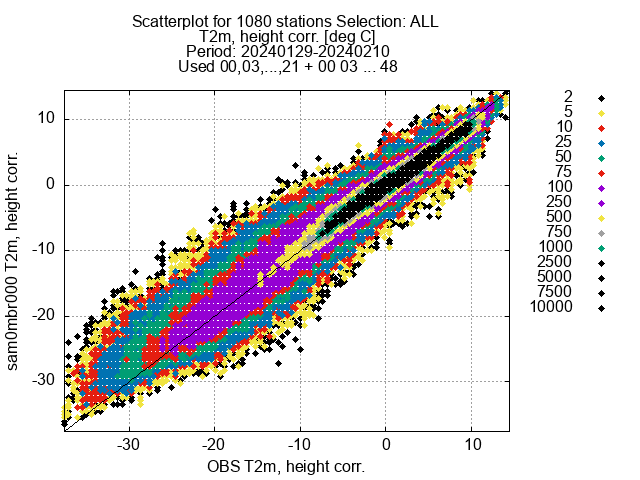 Scatterplot for 1080 stations Selection: ALL
T2m, height corr. [deg C]
Period: 20240129-20240210
Used 00,03,...,21 + 00 03 ... 48
sam0mbr000 T2m, height corr.
10
0
-10
-20
-30
-30 -20 -10 0 10
OBS T2m, height corr.
2
5
10
25
50
75
100
250
500
750
1000
2500
5000
7500
10000